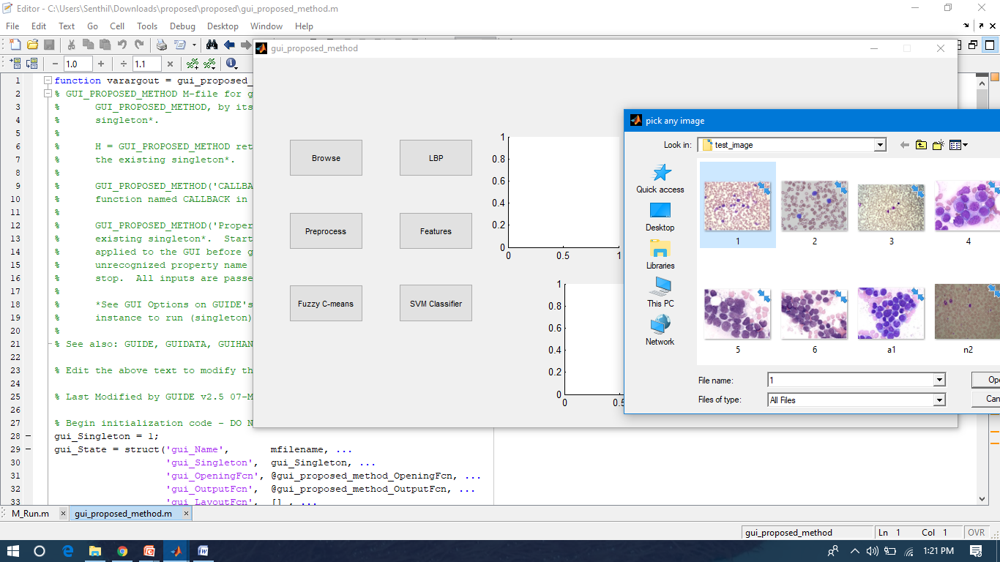 Editor - C:\Users\Senthil\Downloads\proposed\proposed\gui_proposed_method.m
File Edit Text Go Cell Tools Debug Desktop Window Help
1.0
1.1
1 function varargout = gui_proposed_
2 % GUI_PROPOSED_METHOD M-file for g
3 % GUI_PROPOSED_METHOD, by its
4 % singleton*.
5 %
6 % H = GUI_PROPOSED_METHOD ret
7 % the existing singleton*.
8 %
9 % GUI_PROPOSED_METHOD('CALLBA
10 % function named CALLBACK in
11 %
12 % GUI_PROPOSED_METHOD('Proper
13 % existing singleton*. Start
14 % applied to the GUI before g
15 % unrecognized property name
16 % stop. All inputs are passe
17 %
18 % *See GUI Options on GUIDE's
19 % instance to run (singleton)
20 %
21 % See also: GUIDE, GUIDATA, GUIHAN
22
23 % Edit the above text to modify th
24
25 % Last Modified by GUIDE v2.5 07-M
26
27 % Begin initialization code - DO N
28 gui_Singleton = 1;
29 gui_State = struct('gui_Name', mfilename, ...
30 'gui_Singleton', gui_Singleton, ...
31 'gui_OpeningFcn', @gui_proposed_method_OpeningFcn, ...
32 'gui_OutputFcn', @gui_proposed_method_OutputFcn, ...
33 'gui_LayoutFcn', [] , ...
gui_proposed_method
Browse
LBP
Preprocess
Features
Fuzzy C-means
SVM Classifier
1
0.8
0.6
0.4
0.2
0
0 0.5 1
1
0.8
0.6
0.4
0.2
0
0 0.5
pick any image
Look in: test_image
Quick access
Desktop
Libraries
This PC
Network
1 2 3 4
5 6 a1 n2
File name: 1
Ope
Files of type: All Files
Can
M_Run.m
gui_proposed_method.m
gui_proposed_method Ln 1 Col 1 OVR
1:21 PM